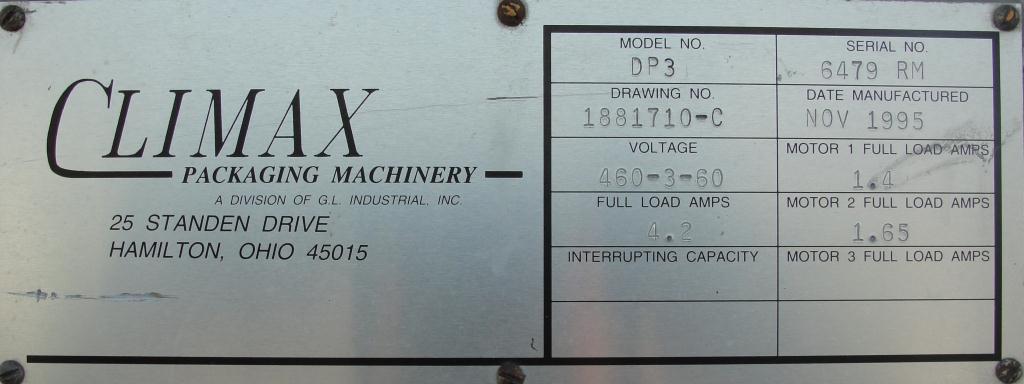 CLIMAX
PACKAGING MACHINERY
A DIVISION OF G.L. INDUSTRIAL, INC.
25 STANDEN DRIVE
HAMILTON, OHIO 45015
MODEL NO.
DP3
SERIAL NO.
6479 RM
DRAWING NO.
1881710-C
DATE MANUFACTURED
NOV 1995
VOLTAGE
460-3-60
MOTOR 1 FULL LOAD AMPS
1.4
FULL LOAD AMPS
4.2
MOTOR 2 FULL LOAD AMPS
1.65
INTERRUPTING CAPACITY
MOTOR 3 FULL LOAD AMPS